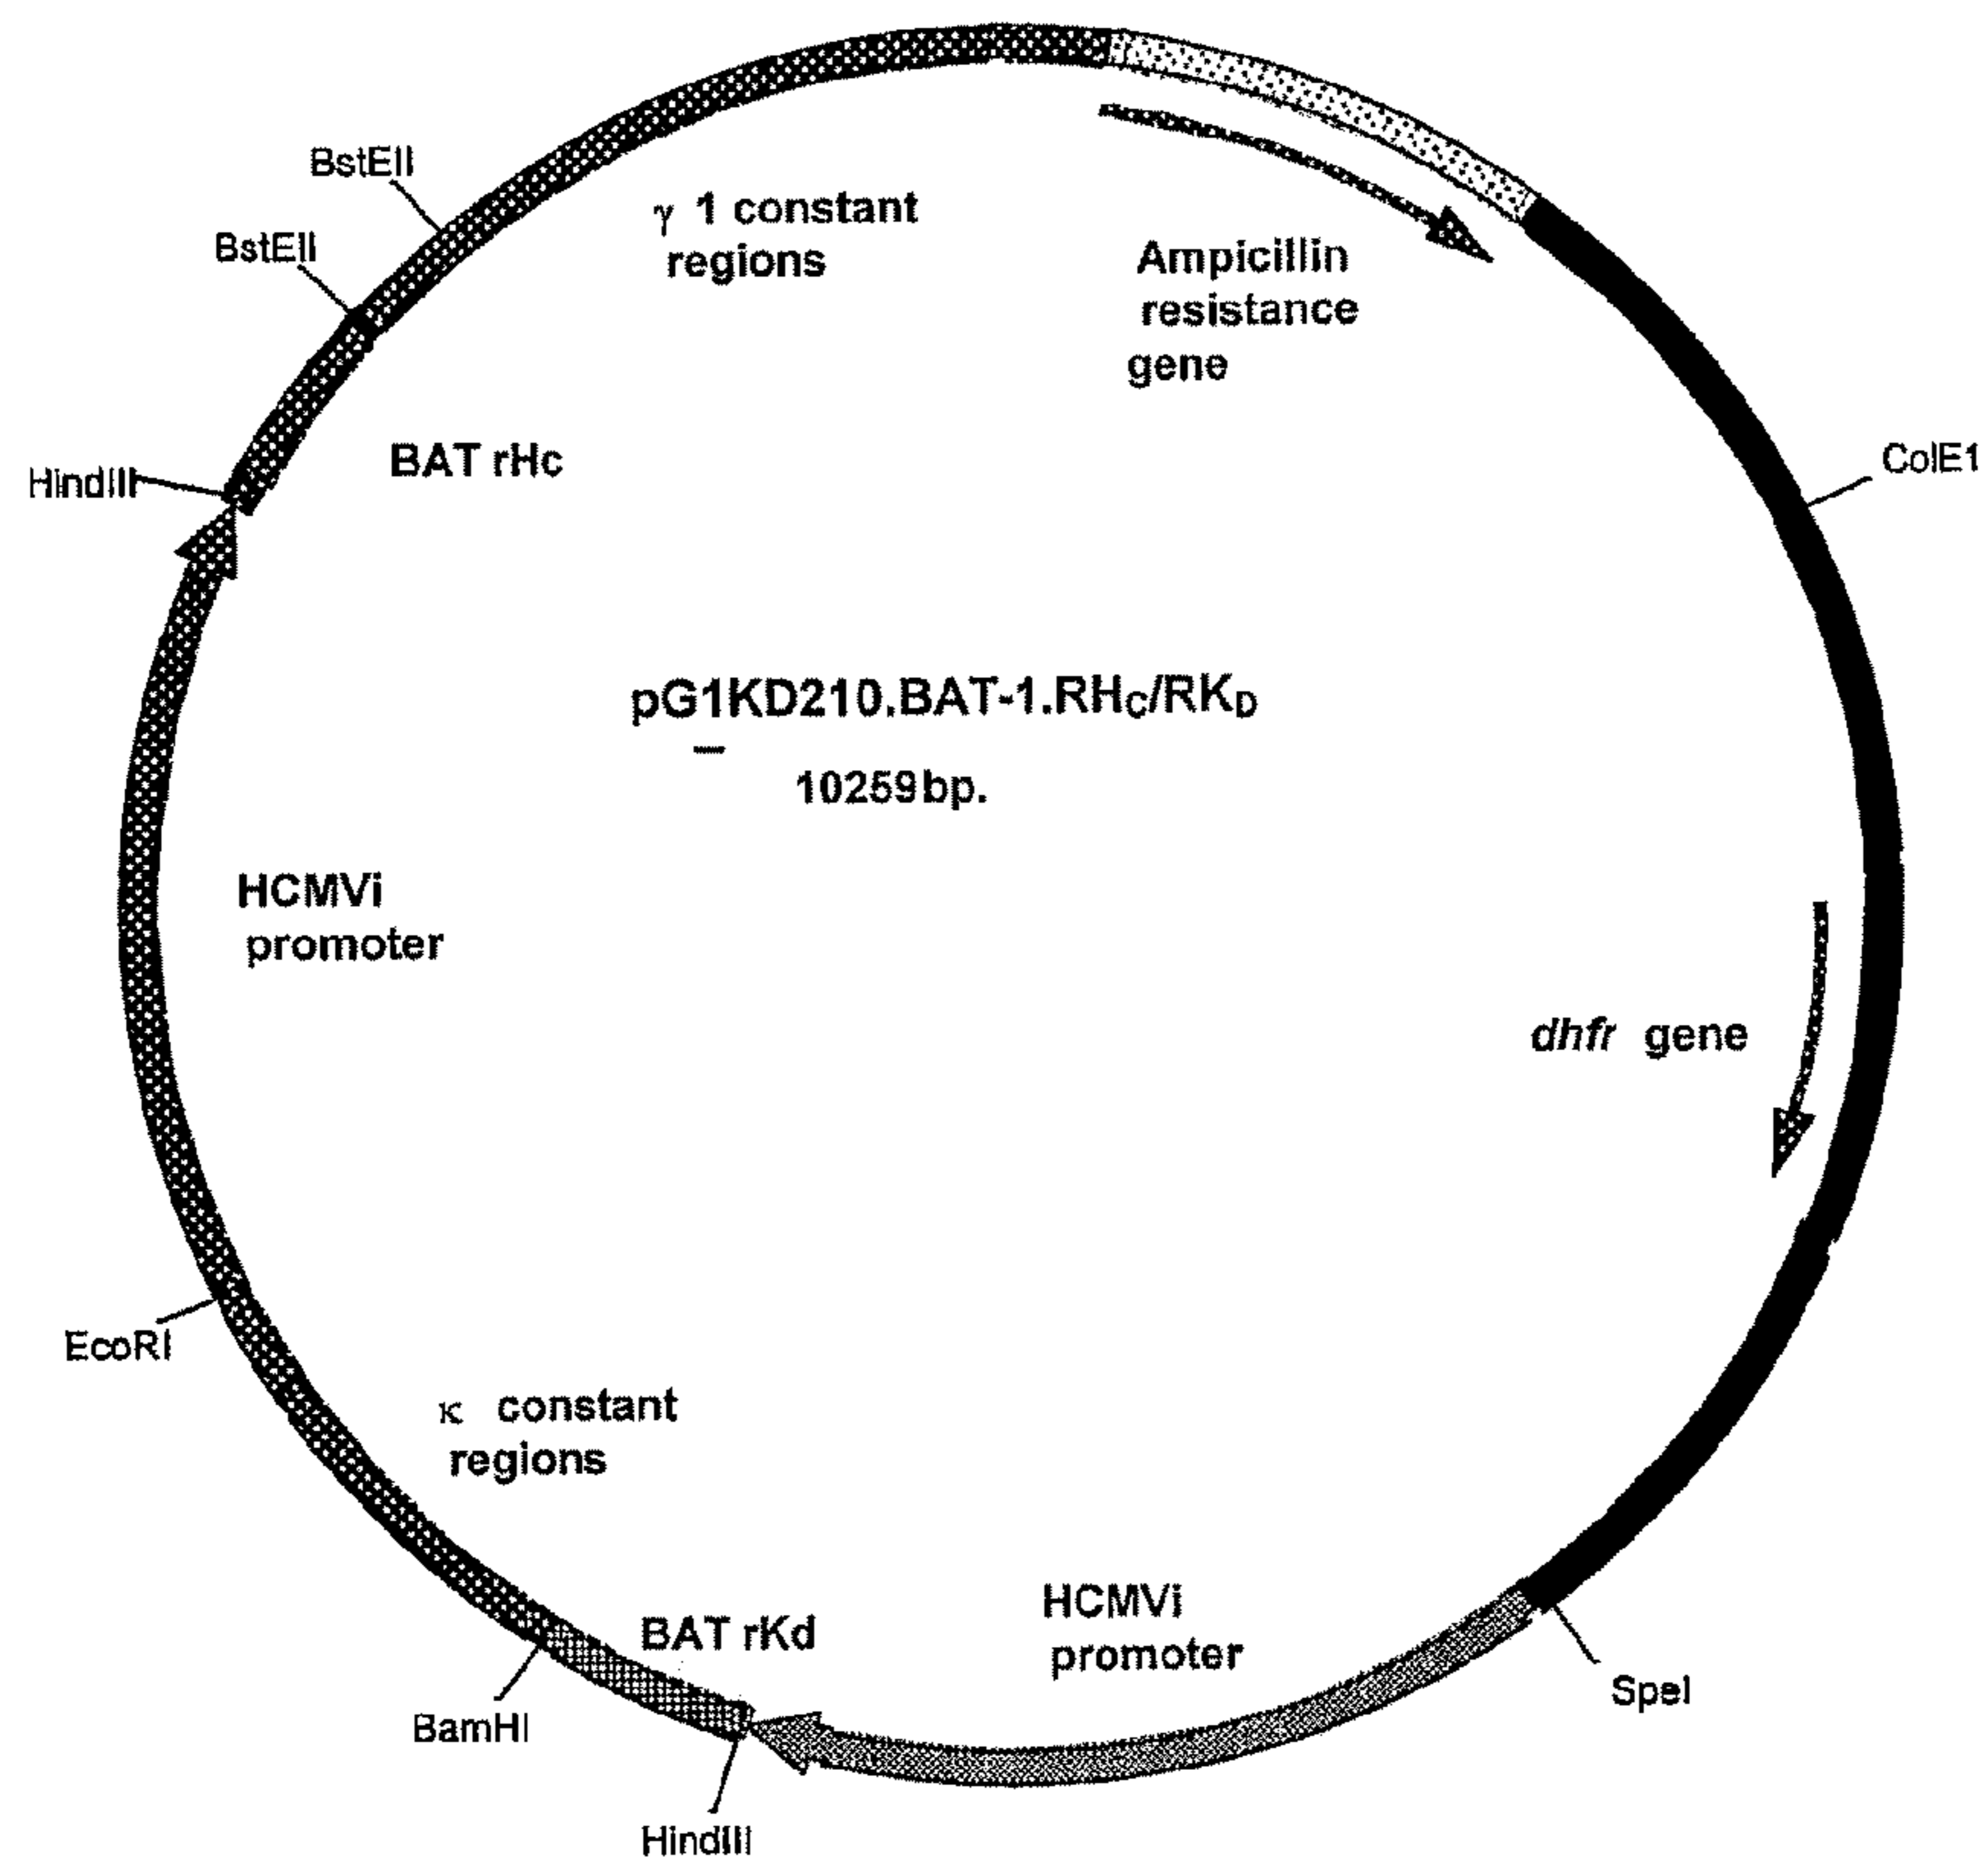 BstEII
γ 1 constant
regions
BstEII
Ampicillin
resistance
gene
BAT rHc
HindIII
ColE1
pG1KD210.BAT-1.RHC/RKD
10259bp.
HCMVi
promoter
dhfr gene
EcoRI
κ constant
regions
HCMVi
promoter
BAT rKd
SpeI
BamHI
HindIII